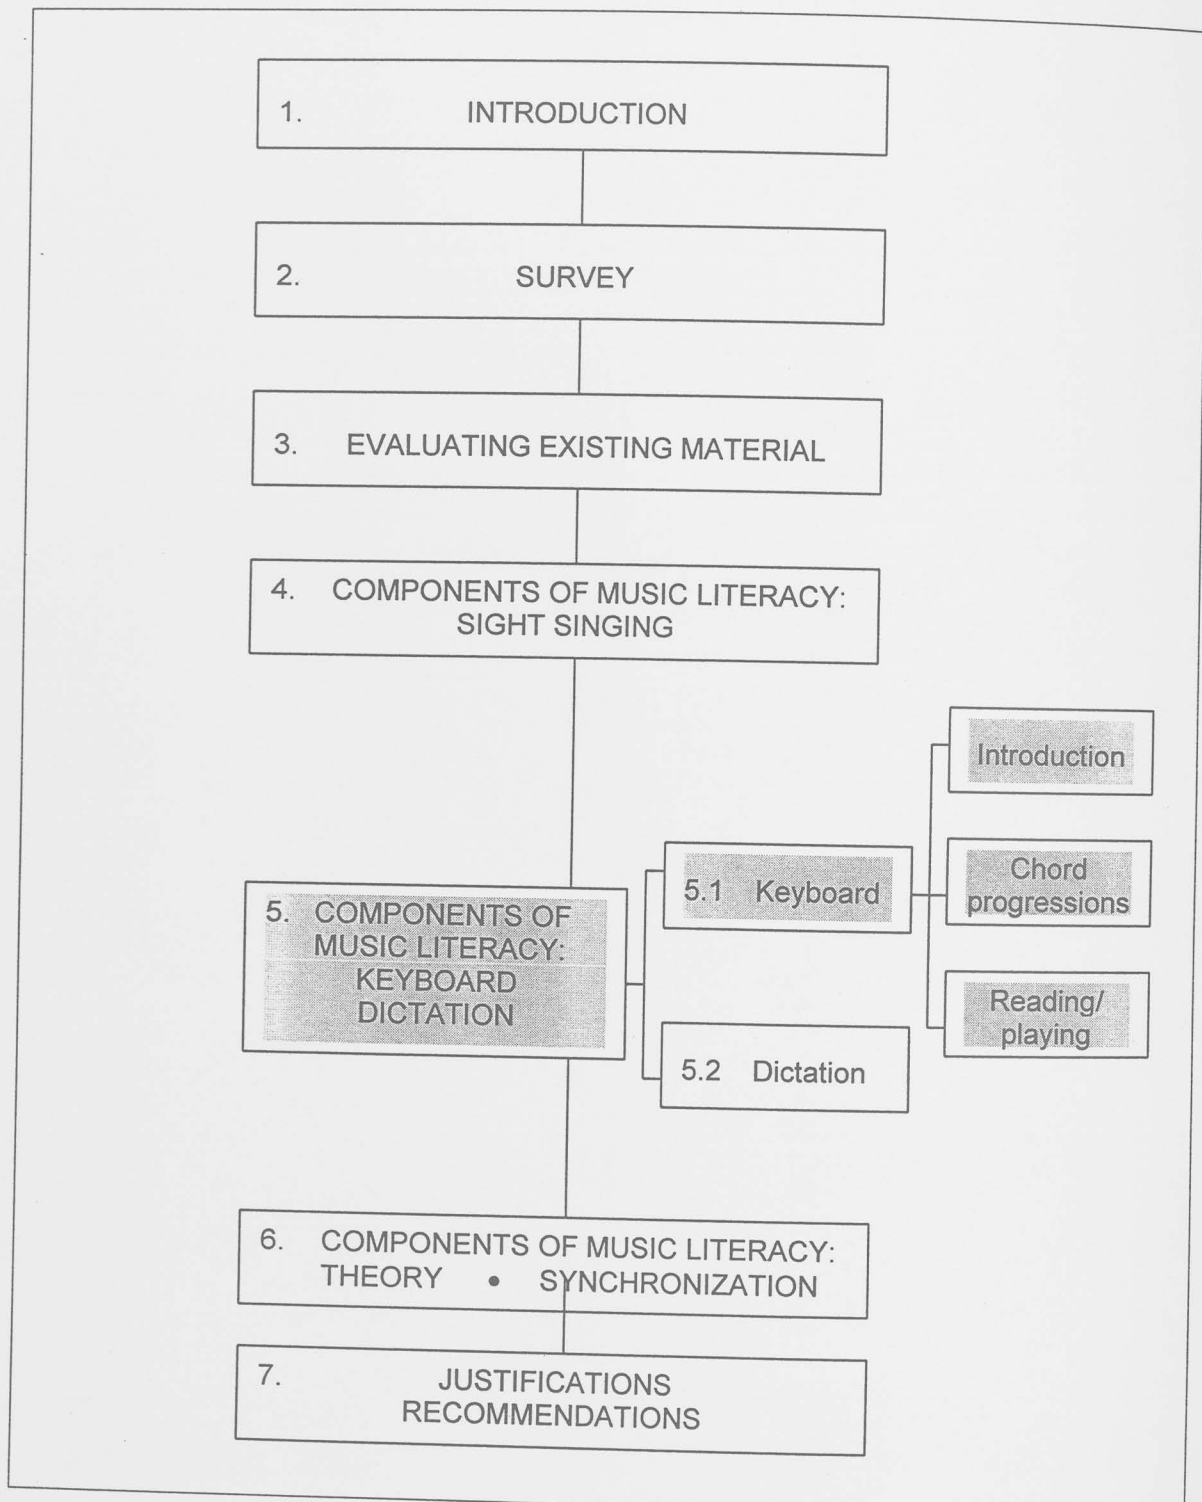 1. INTRODUCTION
2. SURVEY
3. EVALUATING EXISTING MATERIAL
4. COMPONENTS OF MUSIC LITERACY:
SIGHT SINGING
5. COMPONENTS OF
MUSIC LITERACY:
KEYBOARD
DICTATION
5.1 Keyboard
Introduction
Chord
progressions
Reading/
playing
5.2 Dictation
6. COMPONENTS OF MUSIC LITERACY:
THEORY • SYNCHRONIZATION
7. JUSTIFICATIONS
RECOMMENDATIONS